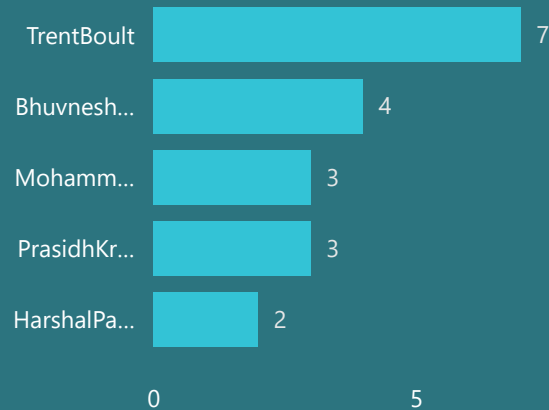 TrentBoult 7
Bhuvnesh... 4
Mohamm... 3
PrasidhKr... 3
HarshalPa... 2
0 5